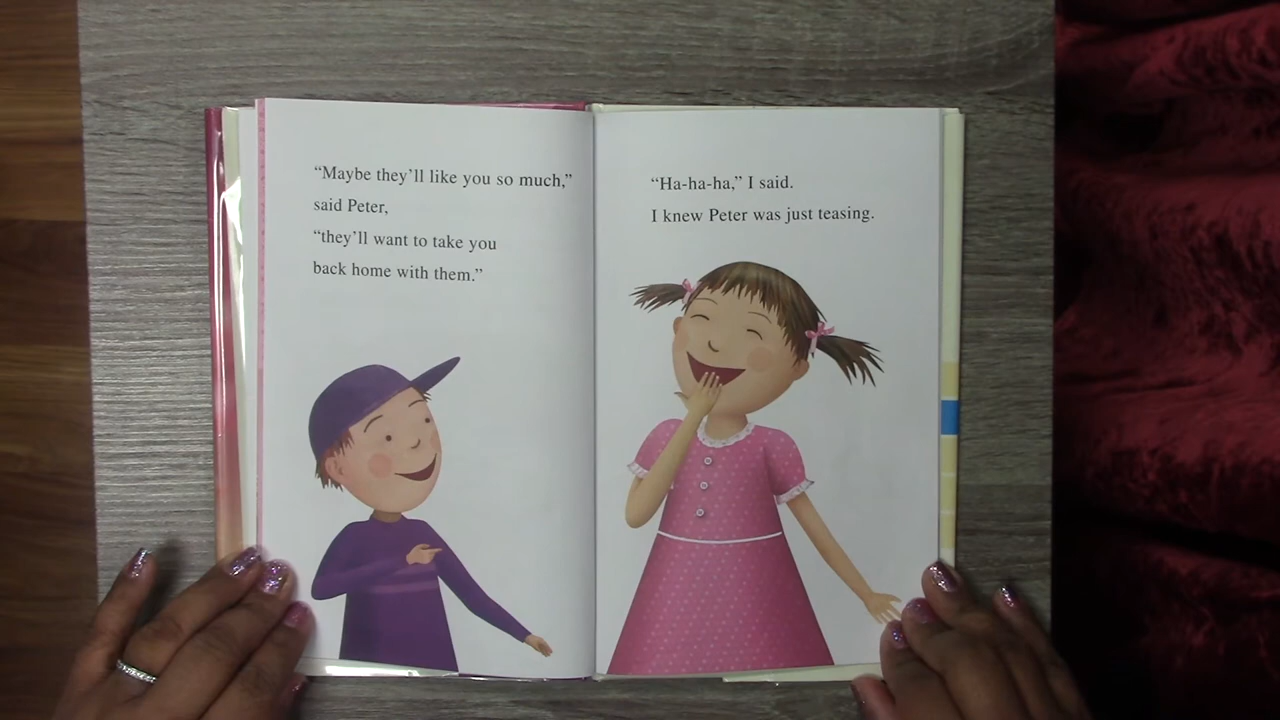 “Maybe they’ll like you so much,”
said Peter,
“they’ll want to take you
back home with them.”
“Ha-ha-ha,” I said.
I knew Peter was just teasing.